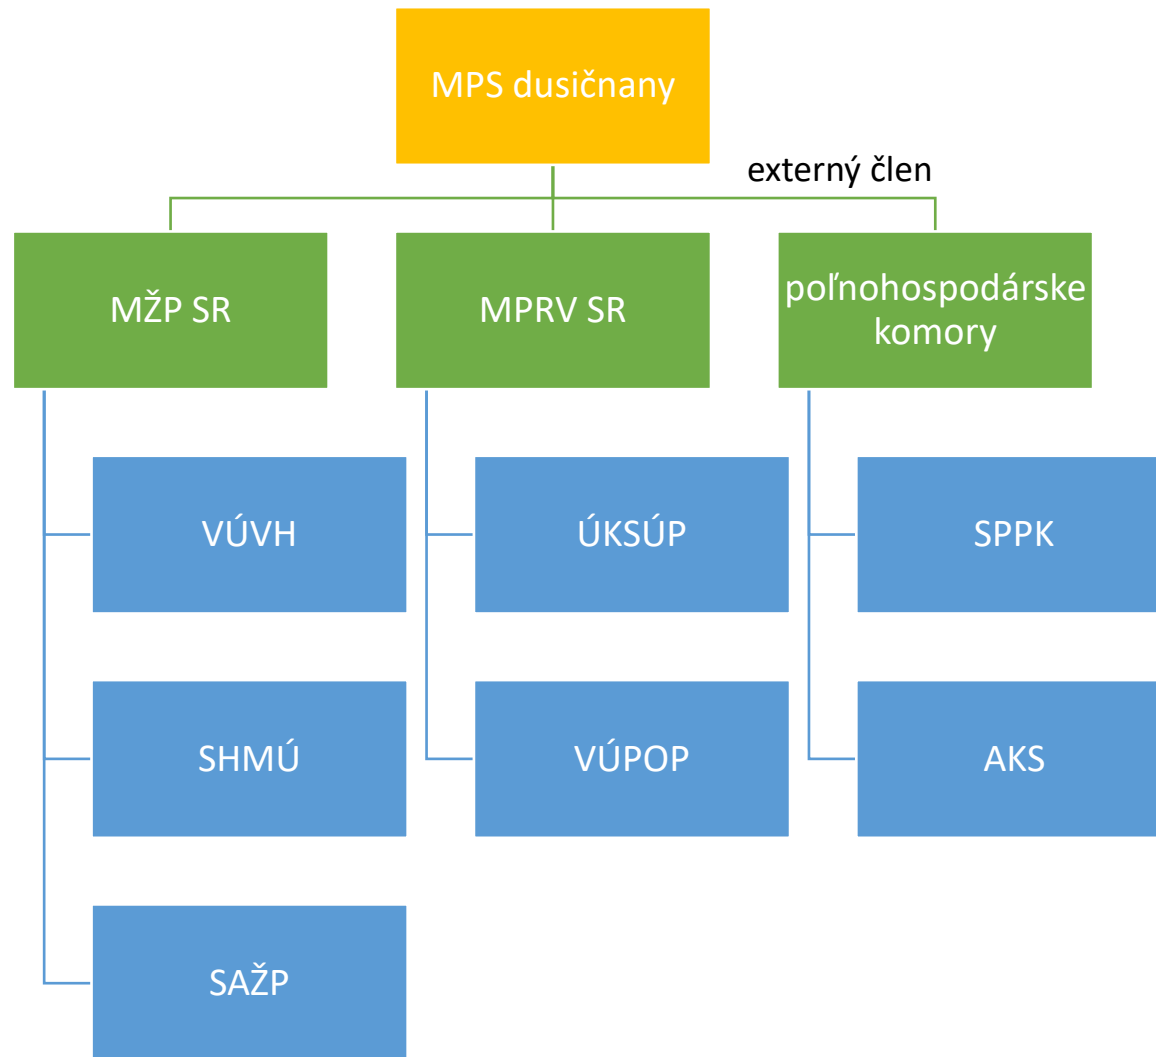 MPS dusičnany
externý člen
MŽP SR
MPRV SR
poľnohospodárske
komory
VÚVH
ÚKSÚP
SPPK
SHMÚ
VÚPOP
AKS
SAŽP